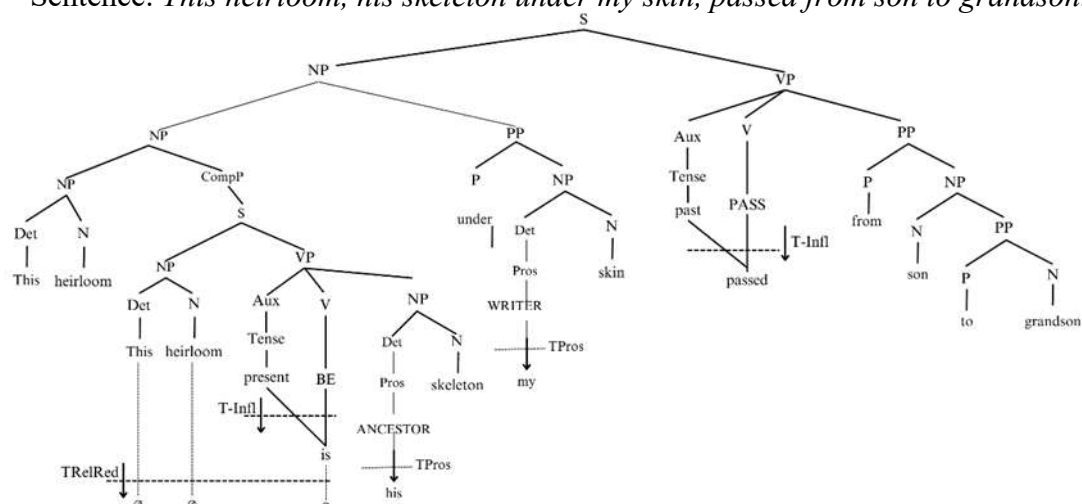 Sentence: This heirloom, his skeleton under my skin, passed from son to grandson.
S
NP
VP
NP
PP
Aux
V
PP
NP
CompP
P
NP
Tense
P
NP
S
past
PASS
from
Det
N
under
Det
N
T-Infl
N
PP
This
heirloom
NP
VP
Pros
skin
passed
son
P
N
Det
N
Aux
V
NP
WRITER
to
grandson
This
heirloom
Tense
Det
N
TPros
present
BE
Pros
skeleton
my
T-Infl
ANCESTOR
is
TRelRed
TPros
his